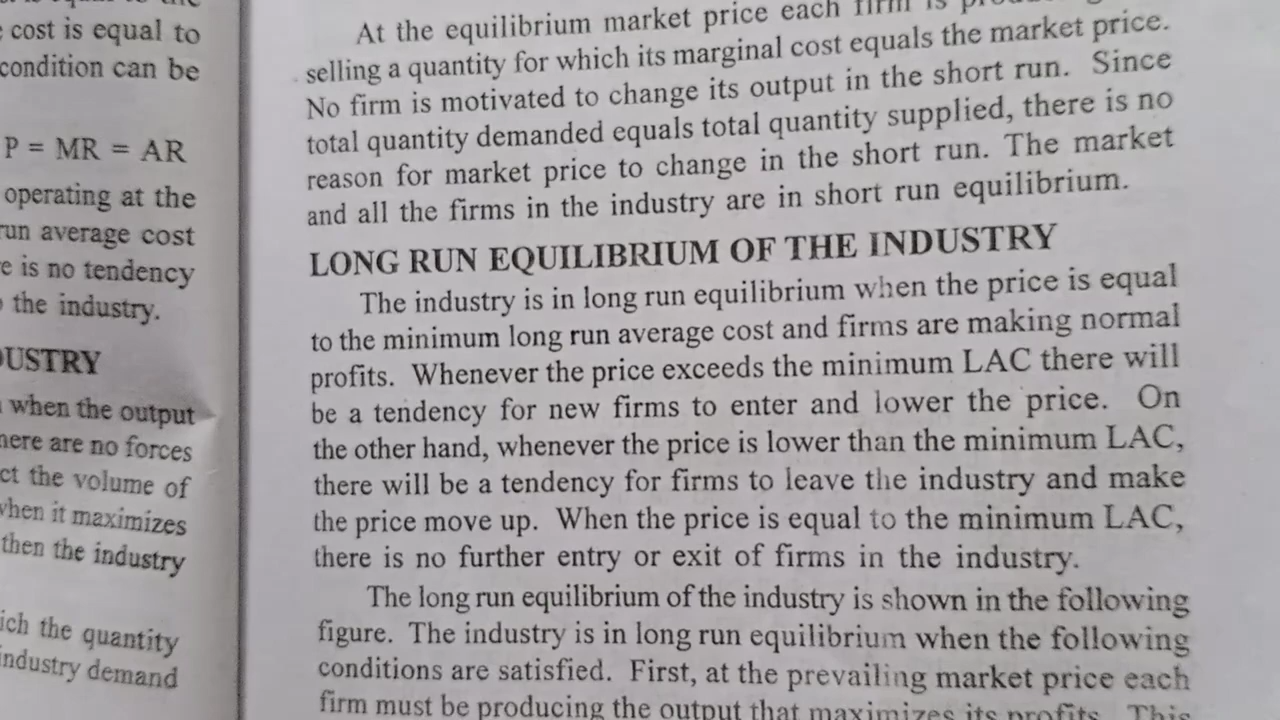 cost is equal to
condition can be
P = MR = AR
operating at the
run average cost
is no tendency
the industry.
USTRY
when the output
here are no forces
ct the volume of
when it maximizes
then the industry
ich the quantity
industry demand
At the equilibrium market price each firm is
selling a quantity for which its marginal cost equals the market price.
No firm is motivated to change its output in the short run. Since
total quantity demanded equals total quantity supplied, there is no
reason for market price to change in the short run. The market
and all the firms in the industry are in short run equilibrium.
LONG RUN EQUILIBRIUM OF THE INDUSTRY
The industry is in long run equilibrium when the price is equal
to the minimum long run average cost and firms are making normal
profits. Whenever the price exceeds the minimum LAC there will
be a tendency for new firms to enter and lower the price. On
the other hand, whenever the price is lower than the minimum LAC,
there will be a tendency for firms to leave the industry and make
the price move up. When the price is equal to the minimum LAC,
there is no further entry or exit of firms in the industry.
The long run equilibrium of the industry is shown in the following
figure. The industry is in long run equilibrium when the following
conditions are satisfied. First, at the prevailing market price each
firm must be producing the output that maximizes its profits. This